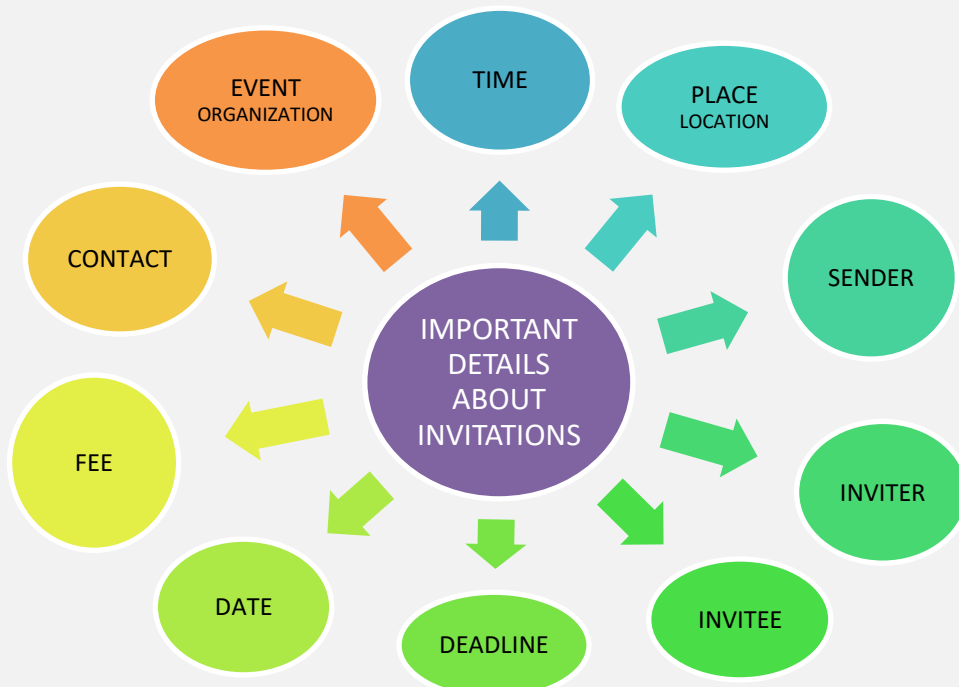 EVENT
ORGANIZATION
TIME
PLACE
LOCATION
CONTACT
SENDER
IMPORTANT
DETAILS
ABOUT
INVITATIONS
FEE
INVITER
DATE
DEADLINE
INVITEE